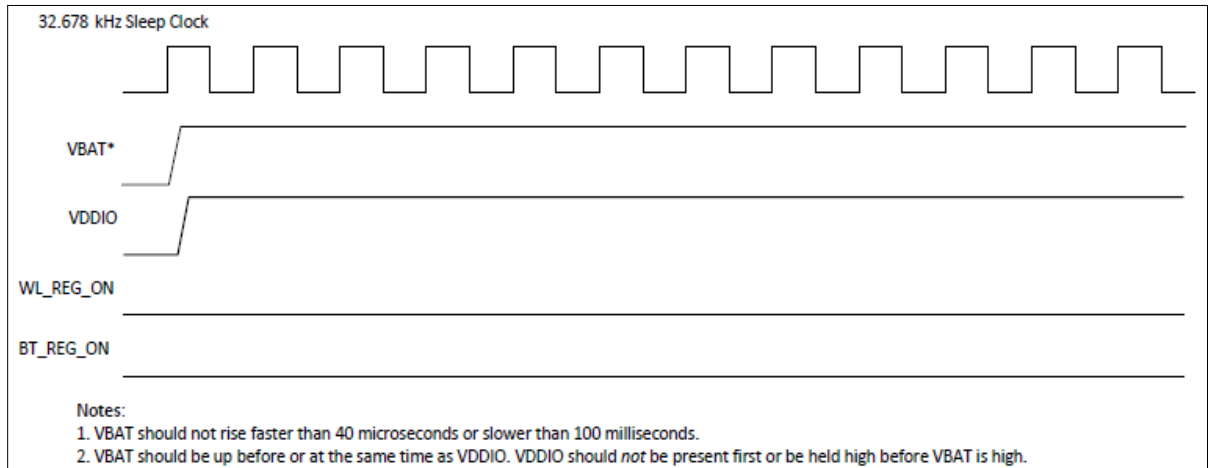 32.678 kHz Sleep Clock
VBAT*
VDDIO
WL_REG_ON
BT_REG_ON
Notes:
1. VBAT should not rise faster than 40 microseconds or slower than 100 milliseconds.
2. VBAT should be up before or at the same time as VDDIO. VDDIO should not be present first or be held high before VBAT is high.